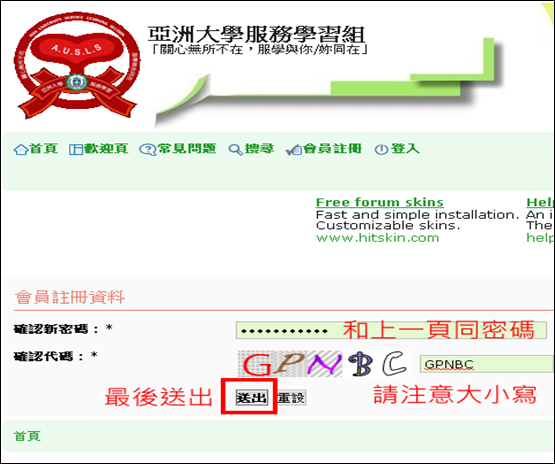 A.U.S.L.S
亞洲大學服務學習組
「關心無所不在，服學與你/妳同在」
首頁 歡迎頁 常見問題 搜尋 會員註冊 登入
Free forum skins Hel
Fast and simple installation. An i
Customizable skins. The
www.hitskin.com help
會員註冊資料
確認新密碼：* ••••••••••• 和上一頁同密碼
確認代碼：* GPNBC GPNBC
最後送出 送出 重設 請注意大小寫
首頁